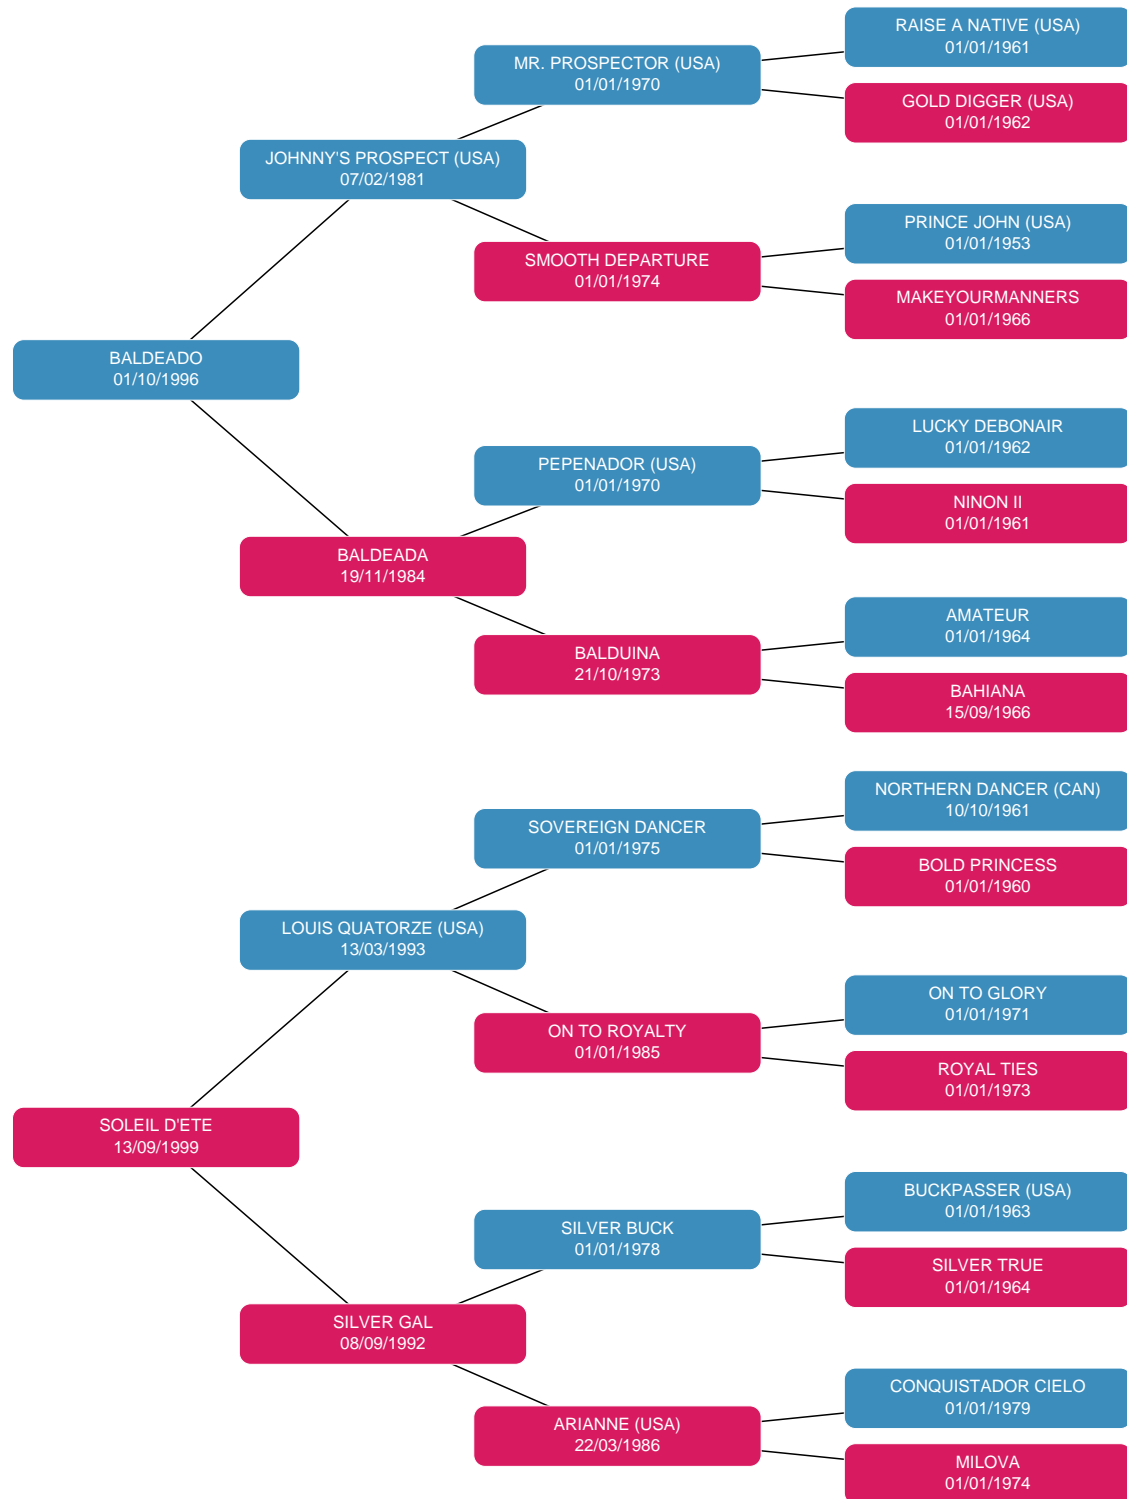 RAISE A NATIVE (USA)
01/01/1961
MR. PROSPECTOR (USA)
01/01/1970
GOLD DIGGER (USA)
01/01/1962
JOHNNY'S PROSPECT (USA)
07/02/1981
PRINCE JOHN (USA)
01/01/1953
SMOOTH DEPARTURE
01/01/1974
MAKEYOURMANNERS
01/01/1966
BALDEADO
01/10/1996
LUCKY DEBONAIR
01/01/1962
PEPENADOR (USA)
01/01/1970
NINON II
01/01/1961
BALDEADA
19/11/1984
AMATEUR
01/01/1964
BALDUINA
21/10/1973
BAHIANA
15/09/1966
NORTHERN DANCER (CAN)
10/10/1961
SOVEREIGN DANCER
01/01/1975
BOLD PRINCESS
01/01/1960
LOUIS QUATORZE (USA)
13/03/1993
ON TO GLORY
01/01/1971
ON TO ROYALTY
01/01/1985
ROYAL TIES
01/01/1973
SOLEIL D'ETE
13/09/1999
BUCKPASSER (USA)
01/01/1963
SILVER BUCK
01/01/1978
SILVER TRUE
01/01/1964
SILVER GAL
08/09/1992
CONQUISTADOR CIELO
01/01/1979
ARIANNE (USA)
22/03/1986
MILOVA
01/01/1974